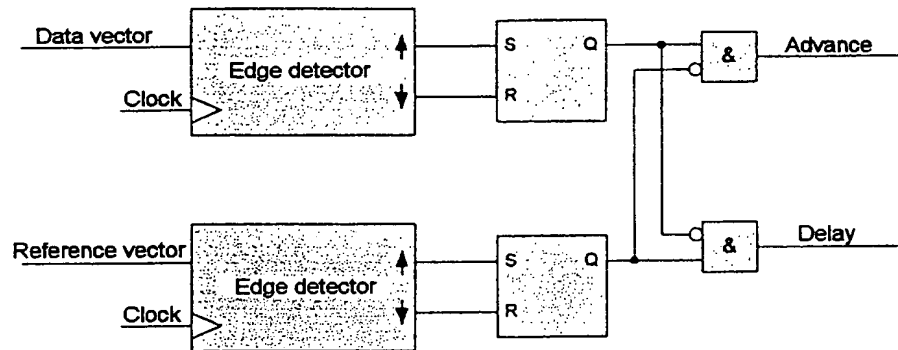 Data vector
Edge detector
Clock
S
Q
R
&
Advance
Reference vector
Edge detector
Clock
S
Q
R
&
Delay